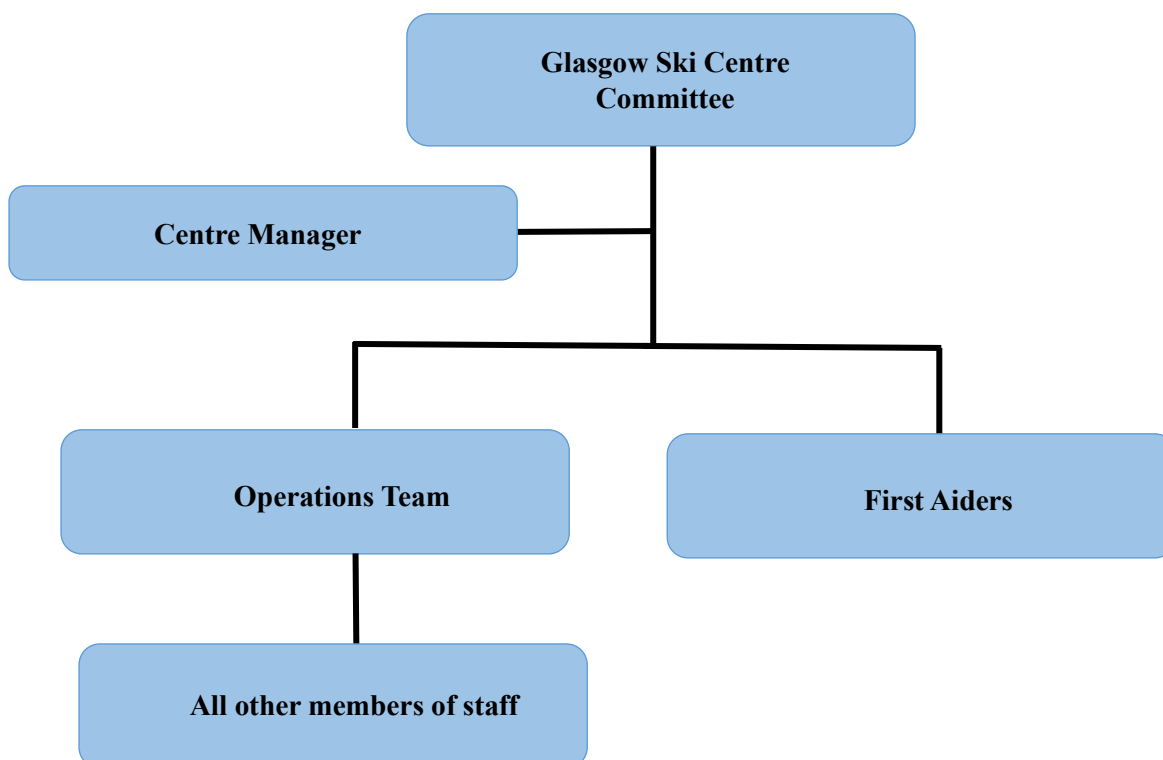 Glasgow Ski Centre
Committee
Centre Manager
Operations Team
First Aiders
All other members of staff